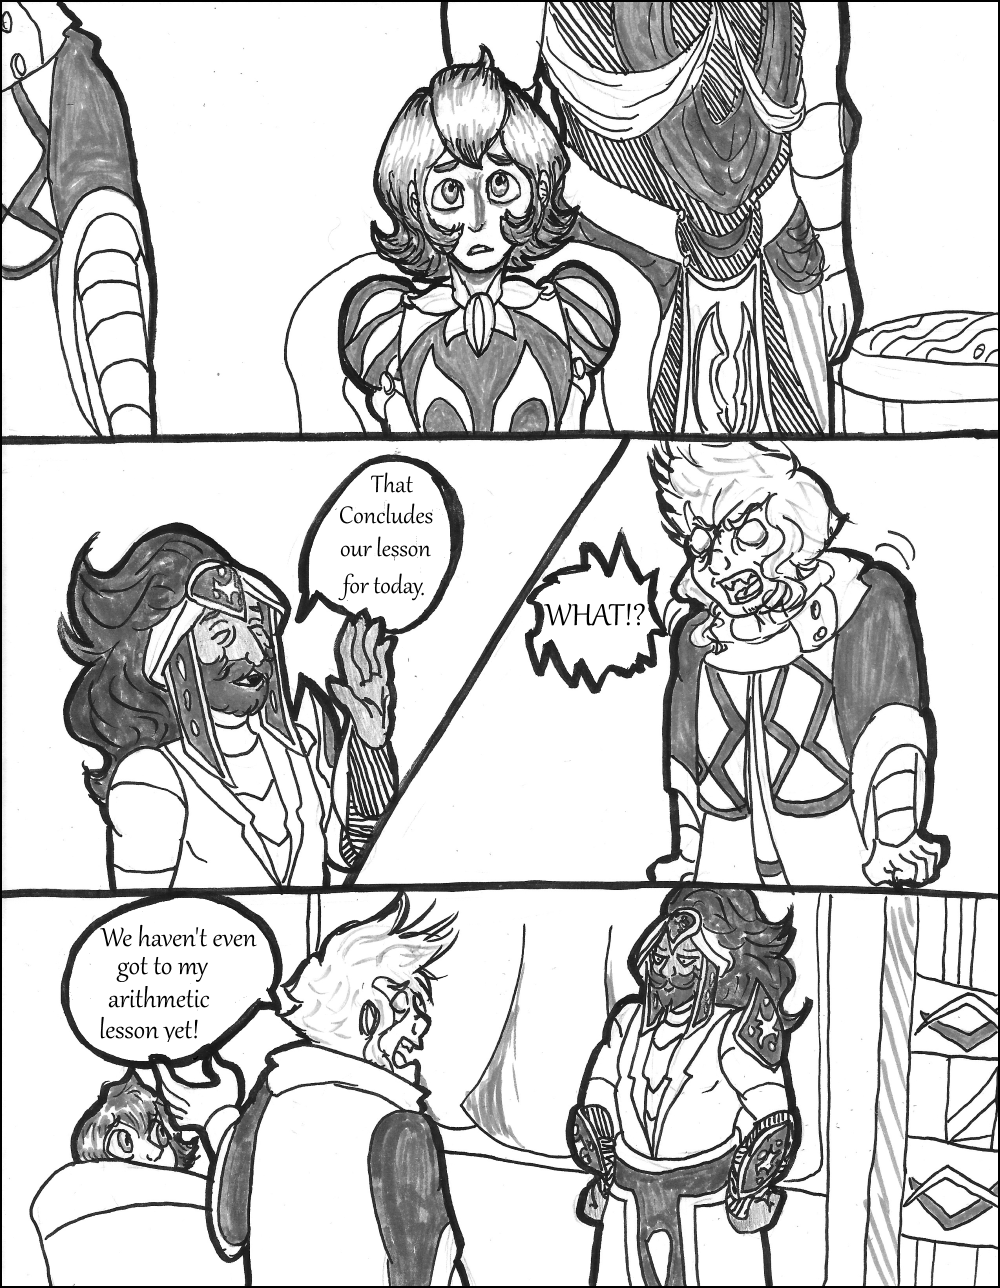 That
Concludes
our lesson
for today.
WHAT!?
We haven't even
got to my
arithmetic
lesson yet!